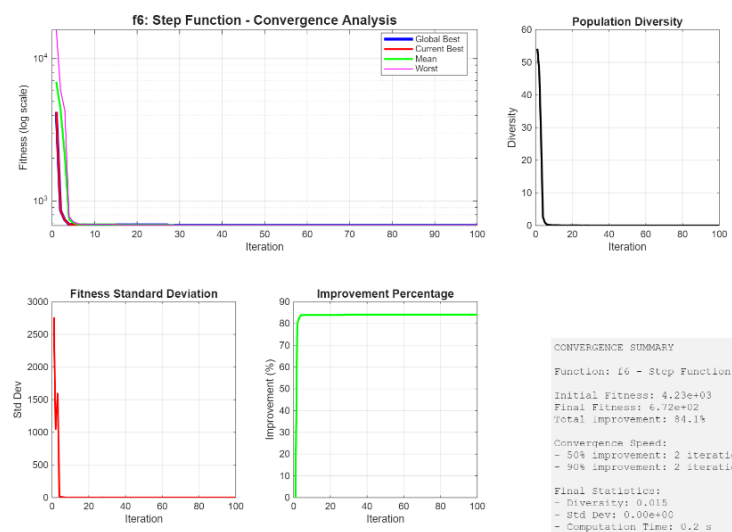 f6: Step Function - Convergence Analysis
Global Best
Current Best
Mean
Worst
10^4
10^3
Fitness (log scale)
0 10 20 30 40 50 60 70 80 90 100
Iteration
Population Diversity
60
50
40
30
20
10
0
Diversity
0 20 40 60 80 100
Iteration
Fitness Standard Deviation
3000
2500
2000
1500
1000
500
0
Std Dev
0 20 40 60 80 100
Iteration
Improvement Percentage
90
80
70
60
50
40
30
20
10
0
Improvement (%)
0 20 40 60 80 100
Iteration
CONVERGENCE SUMMARY
Function: f6 - Step Function
Initial Fitness: 4.23e+03
Final Fitness: 6.72e+02
Total Improvement: 84.1%
Convergence Speed:
- 50% improvement: 2 iterati
- 90% improvement: 2 iterati
Final Statistics:
- Diversity: 0.015
- Std Dev: 0.00e+00
- Computation Time: 0.2 s